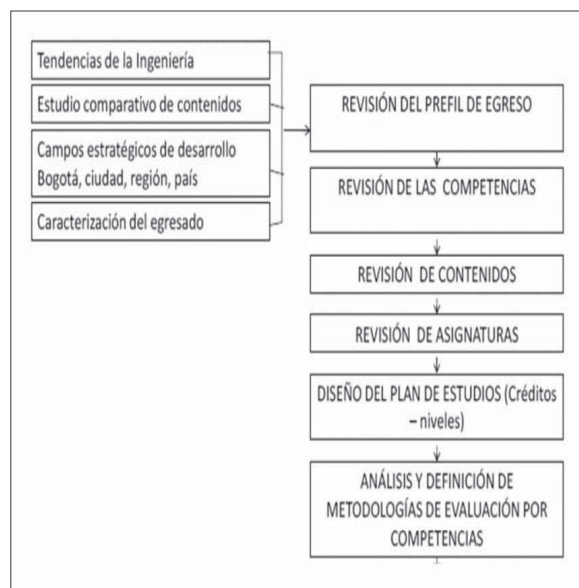 Tendencias de la Ingeniería
Estudio comparativo de contenidos
Campos estratégicos de desarrollo
Bogotá, ciudad, región, país
Caracterización del egresado
REVISIÓN DEL PREFIL DE EGRESO
REVISIÓN DE LAS COMPETENCIAS
REVISIÓN DE CONTENIDOS
REVISIÓN DE ASIGNATURAS
DISEÑO DEL PLAN DE ESTUDIOS (Créditos
– niveles)
ANÁLISIS Y DEFINICIÓN DE
METODOLOGÍAS DE EVALUACIÓN POR
COMPETENCIAS